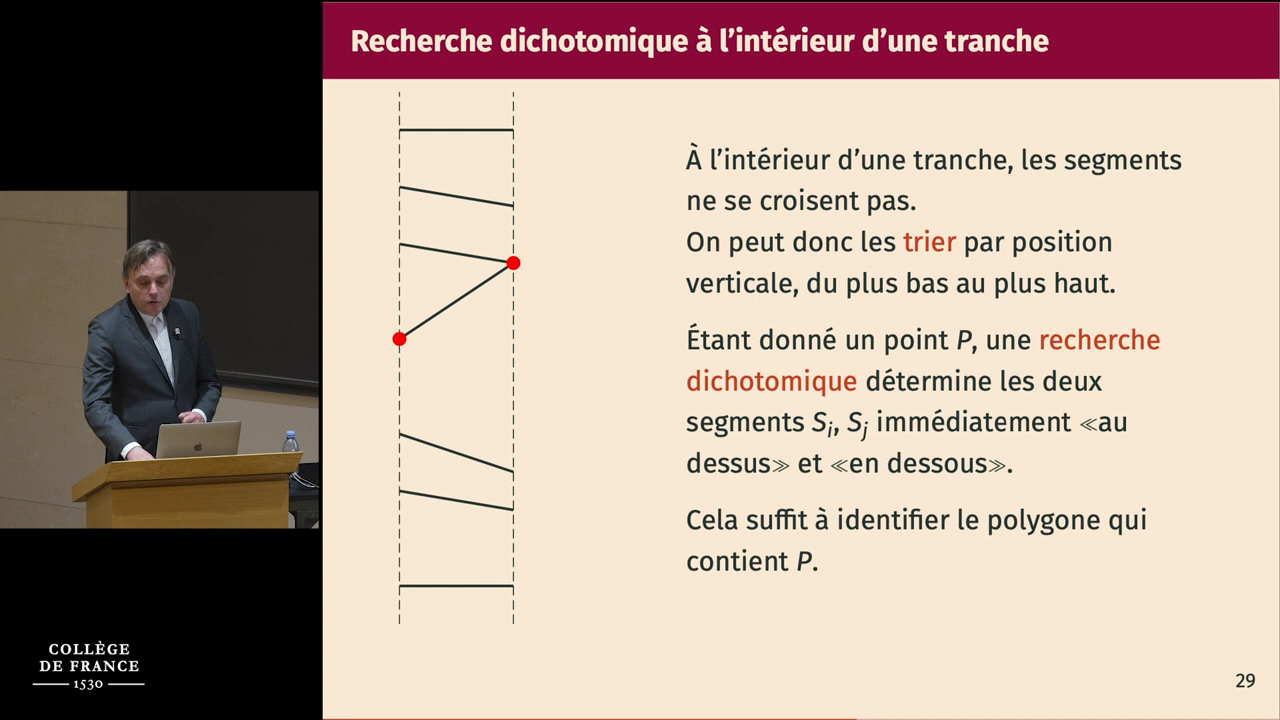 Recherche dichotomique à l'intérieur d'une tranche
À l'intérieur d'une tranche, les segments
ne se croisent pas.
On peut donc les trier par position
verticale, du plus bas au plus haut.
Étant donné un point P, une recherche
dichotomique détermine les deux
segments Si, Sj immédiatement «au
dessus» et «en dessous».
Cela suffit à identifier le polygone qui
contient P.
COLLÈGE
DE FRANCE
1530
29